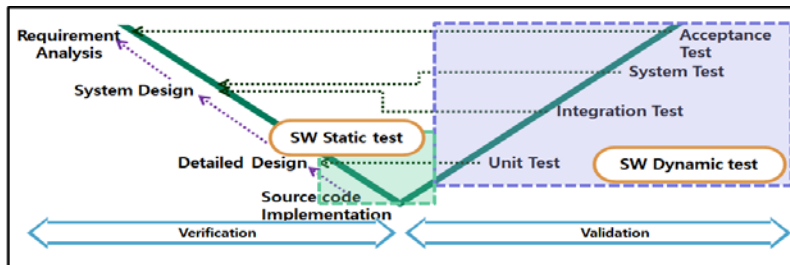 Requirement
Analysis
Acceptance
Test
System Test
System Design
Integration Test
SW Static test
Detailed Design
Unit Test
SW Dynamic test
Source code
Implementation
Verification
Validation